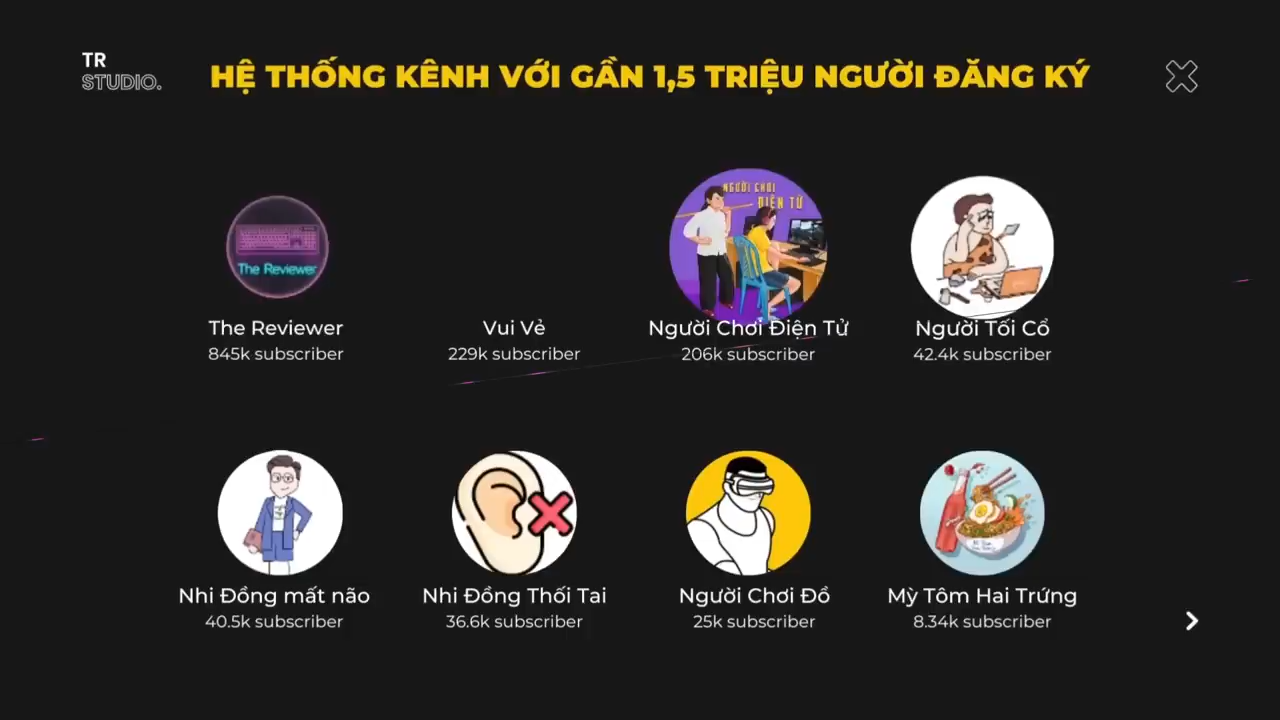 TR
STUDIO.
HỆ THỐNG KÊNH VỚI GẦN 1,5 TRIỆU NGƯỜI ĐĂNG KÝ
The Reviewer
NGƯỜI CHƠI
ĐIỆN TỬ
The Reviewer
845k subscriber
Vui Vẻ
229k subscriber
Người Chơi Điện Tử
206k subscriber
Người Tối Cổ
42.4k subscriber
Nhi Đồng mất não
40.5k subscriber
Nhi Đồng Thối Tai
36.6k subscriber
Người Chơi Đồ
25k subscriber
Mỳ Tôm Hai Trứng
8.34k subscriber